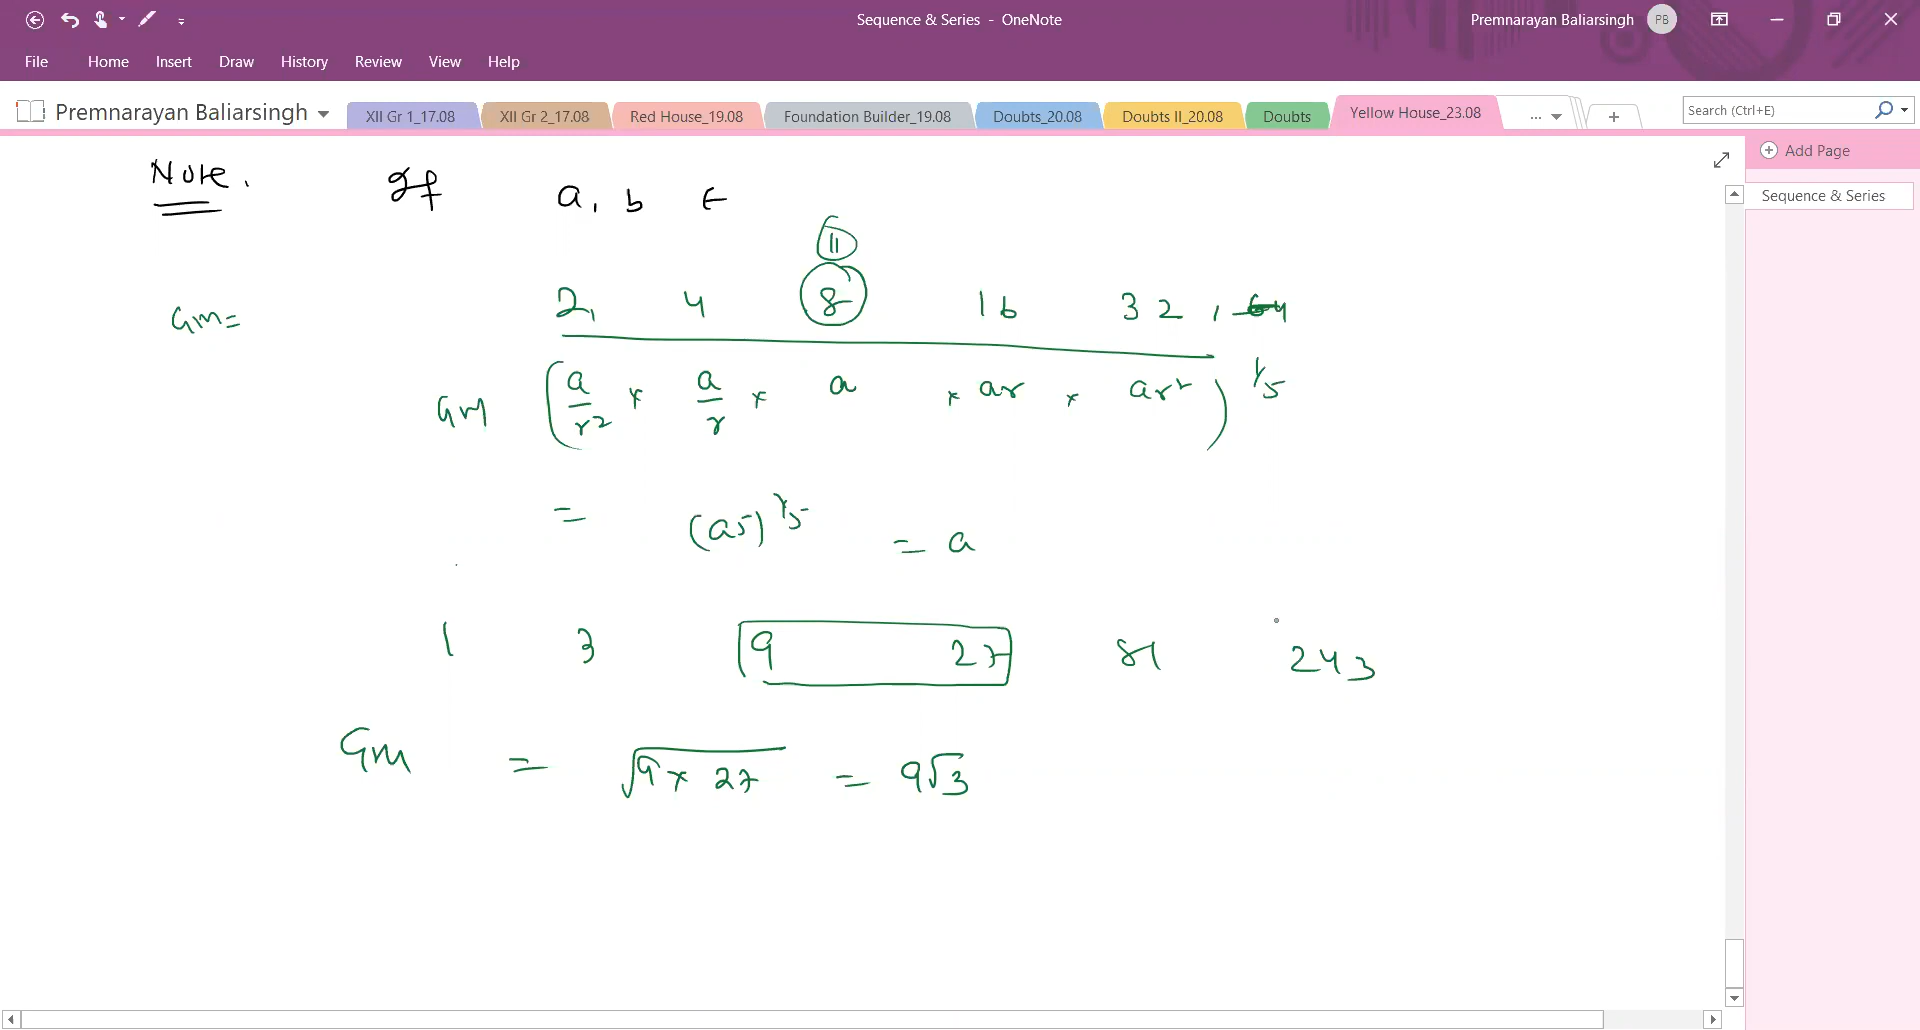 Sequence & Series - OneNote
Premnarayan Baliarsingh PB
File Home Insert Draw History Review View Help
Premnarayan Baliarsingh
XII Gr 1_17.08 XII Gr 2_17.08 Red House_19.08 Foundation Builder_19.08 Doubts_20.08 Doubts II_20.08 Doubts Yellow House_23.08 ...
Search (Ctrl+E)
Add Page
Sequence & Series
Note. If a, b ∈
11
Gm= 2, 4 8 16 32, 64
Gm (a/r2 × a/r × a × ar × ar²)^1/5
= (a5)^1/5 = a
1 3 9 27 81 243
Gm = √9×27 = 9√3